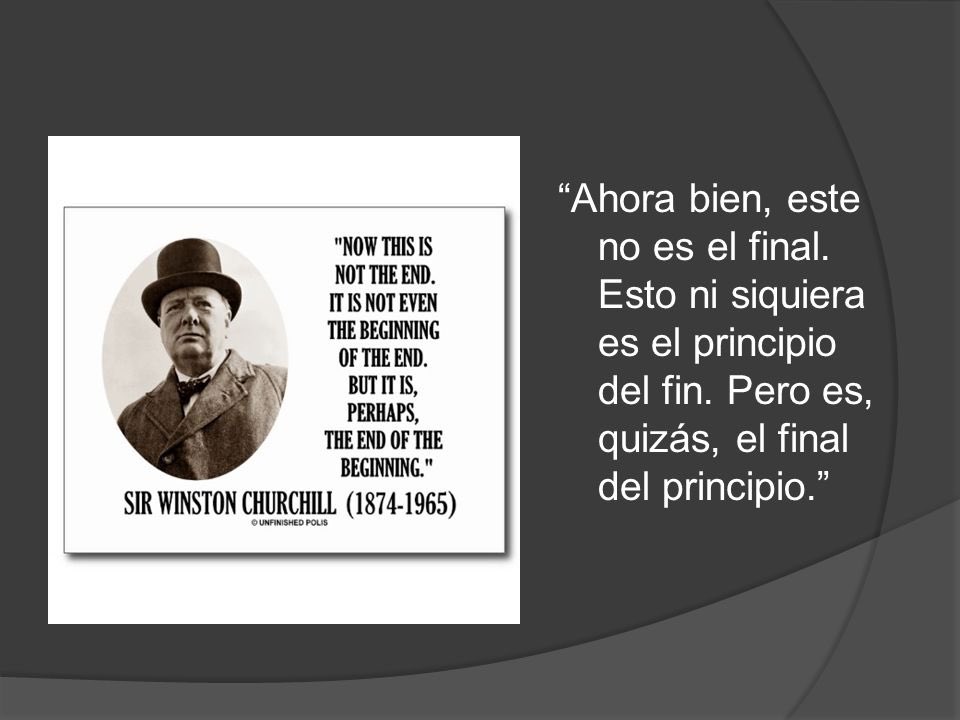 "NOW THIS IS
NOT THE END.
IT IS NOT EVEN
THE BEGINNING
OF THE END.
BUT IT IS,
PERHAPS,
THE END OF THE
BEGINNING."
SIR WINSTON CHURCHILL (1874-1965)
© UNFINISHED POLIS
“Ahora bien, este
no es el final.
Esto ni siquiera
es el principio
del fin. Pero es,
quizás, el final
del principio.”